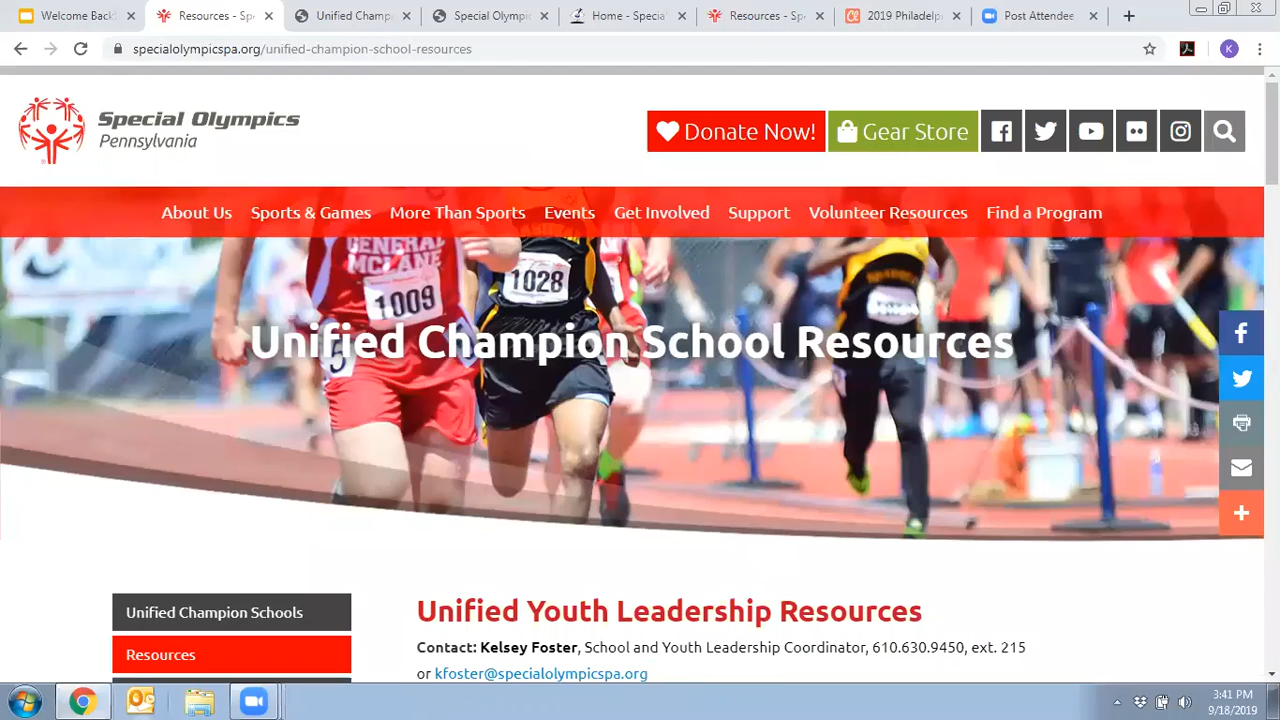 Welcome Back!
Resources - Sp
Unified Champ
Special Olympic
Home - Specia
Resources - Sp
2019 Philadelp
Post Attendee
specialolympicspa.org/unified-champion-school-resources
K
Special Olympics
Pennsylvania
Donate Now!
Gear Store
About Us
Sports & Games
More Than Sports
Events
Get Involved
Support
Volunteer Resources
Find a Program
GENERAL
MCLANE
1009
1028
Unified Champion School Resources
Unified Champion Schools
Resources
Unified Youth Leadership Resources
Contact: Kelsey Foster, School and Youth Leadership Coordinator, 610.630.9450, ext. 215
or kfoster@specialolympicspa.org
3:41 PM
9/18/2019